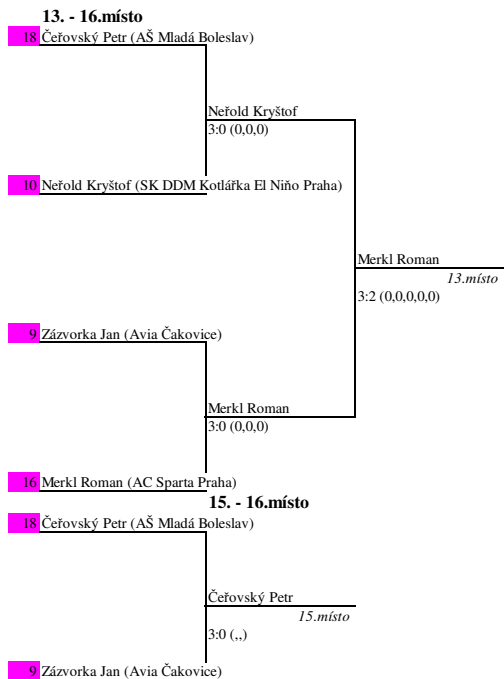 13. - 16.místo
18 Čeřovský Petr (AŠ Mladá Boleslav)
Neřold Kryštof
3:0 (0,0,0)
10 Neřold Kryštof (SK DDM Kotlářka El Niňo Praha)
Merkl Roman
13.místo
3:2 (0,0,0,0,0)
9 Zázvorka Jan (Avia Čakovice)
Merkl Roman
3:0 (0,0,0)
16 Merkl Roman (AC Sparta Praha)
15. - 16.místo
18 Čeřovský Petr (AŠ Mladá Boleslav)
Čeřovský Petr
15.místo
3:0 (,,)
9 Zázvorka Jan (Avia Čakovice)